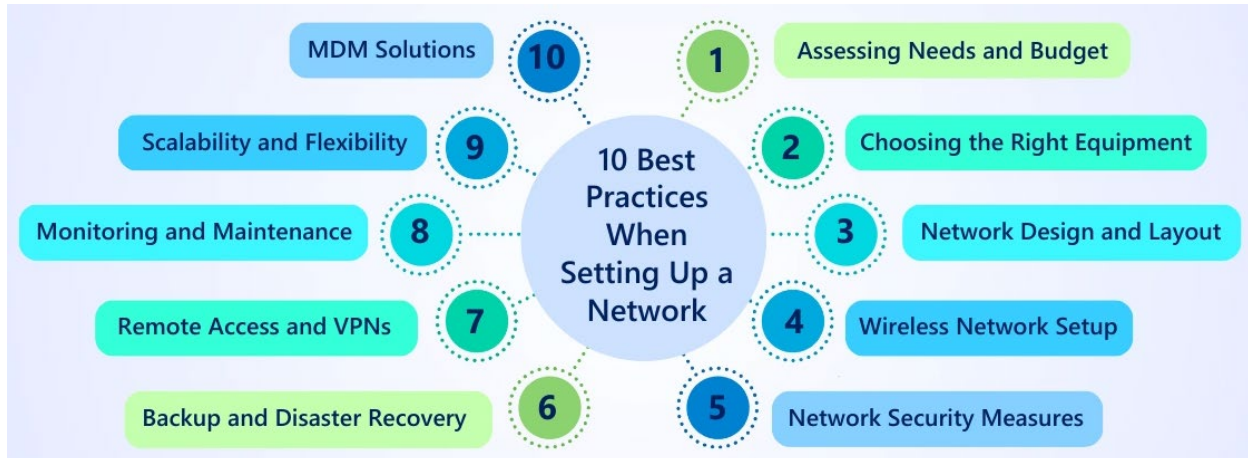 10 Best
Practices
When
Setting Up a
Network
1
Assessing Needs and Budget
2
Choosing the Right Equipment
3
Network Design and Layout
4
Wireless Network Setup
5
Network Security Measures
6
Backup and Disaster Recovery
7
Remote Access and VPNs
8
Monitoring and Maintenance
9
Scalability and Flexibility
10
MDM Solutions